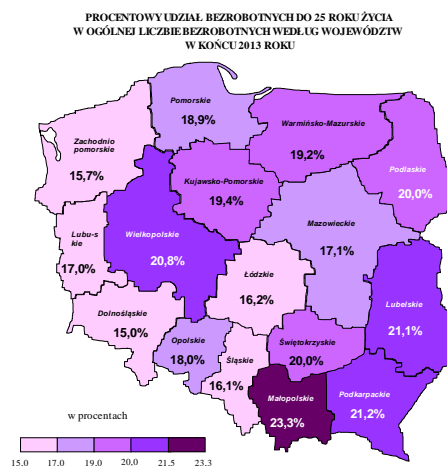 PROCENTOWY UDZIAŁ BEZROBOTNYCH DO 25 ROKU ŻYCIA
W OGÓLNEJ LICZBIE BEZROBOTNYCH WEDŁUG WOJEWÓDZTW
W KOŃCU 2013 ROKU
Pomorskie
18,9%
Warmińsko-Mazurskie
19,2%
Zachodnio
pomorskie
15,7%
Podlaskie
20,0%
Kujawsko-Pomorskie
19,4%
Mazowieckie
17,1%
Lubu-s
kie
17,0%
Wielkopolskie
20,8%
Łódzkie
16,2%
Lubelskie
21,1%
Dolnośląskie
15,0%
Opolskie
18,0%
Śląskie
16,1%
Świętokrzyskie
20,0%
Małopolskie
23,3%
Podkarpackie
21,2%
w procentach
15.0 17.0 19.0 20.0 21.5 23.3